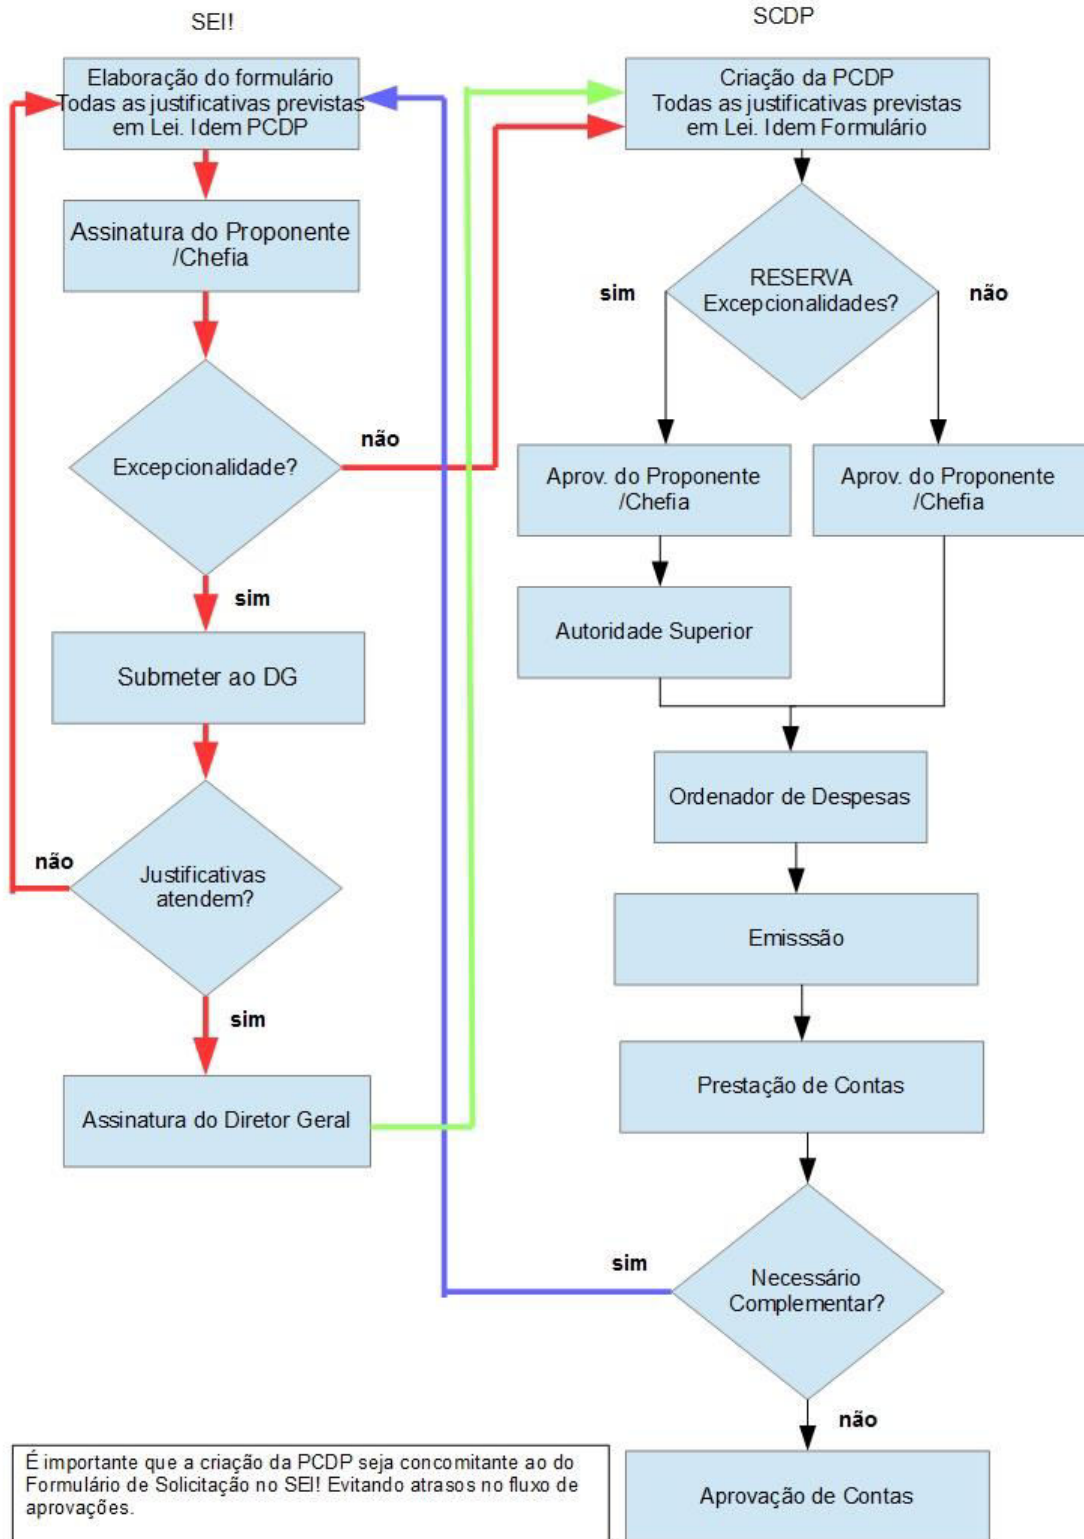 SEI!
Elaboração do formulário
Todas as justificativas previstas
em Lei. Idem PCDP
Assinatura do Proponente
/Chefia
Excepcionalidade?
não
sim
Submeter ao DG
Justificativas
atendem?
não
sim
Assinatura do Diretor Geral
SCDP
Criação da PCDP
Todas as justificativas previstas
em Lei. Idem Formulário
RESERVA
Excepcionalidades?
sim
não
Aprov. do Proponente
/Chefia
Aprov. do Proponente
/Chefia
Autoridade Superior
Ordenador de Despesas
Emisssão
Prestação de Contas
Necessário
Complementar?
sim
não
Aprovação de Contas
É importante que a criação da PCDP seja concomitante ao do
Formulário de Solicitação no SEI! Evitando atrasos no fluxo de
aprovações.